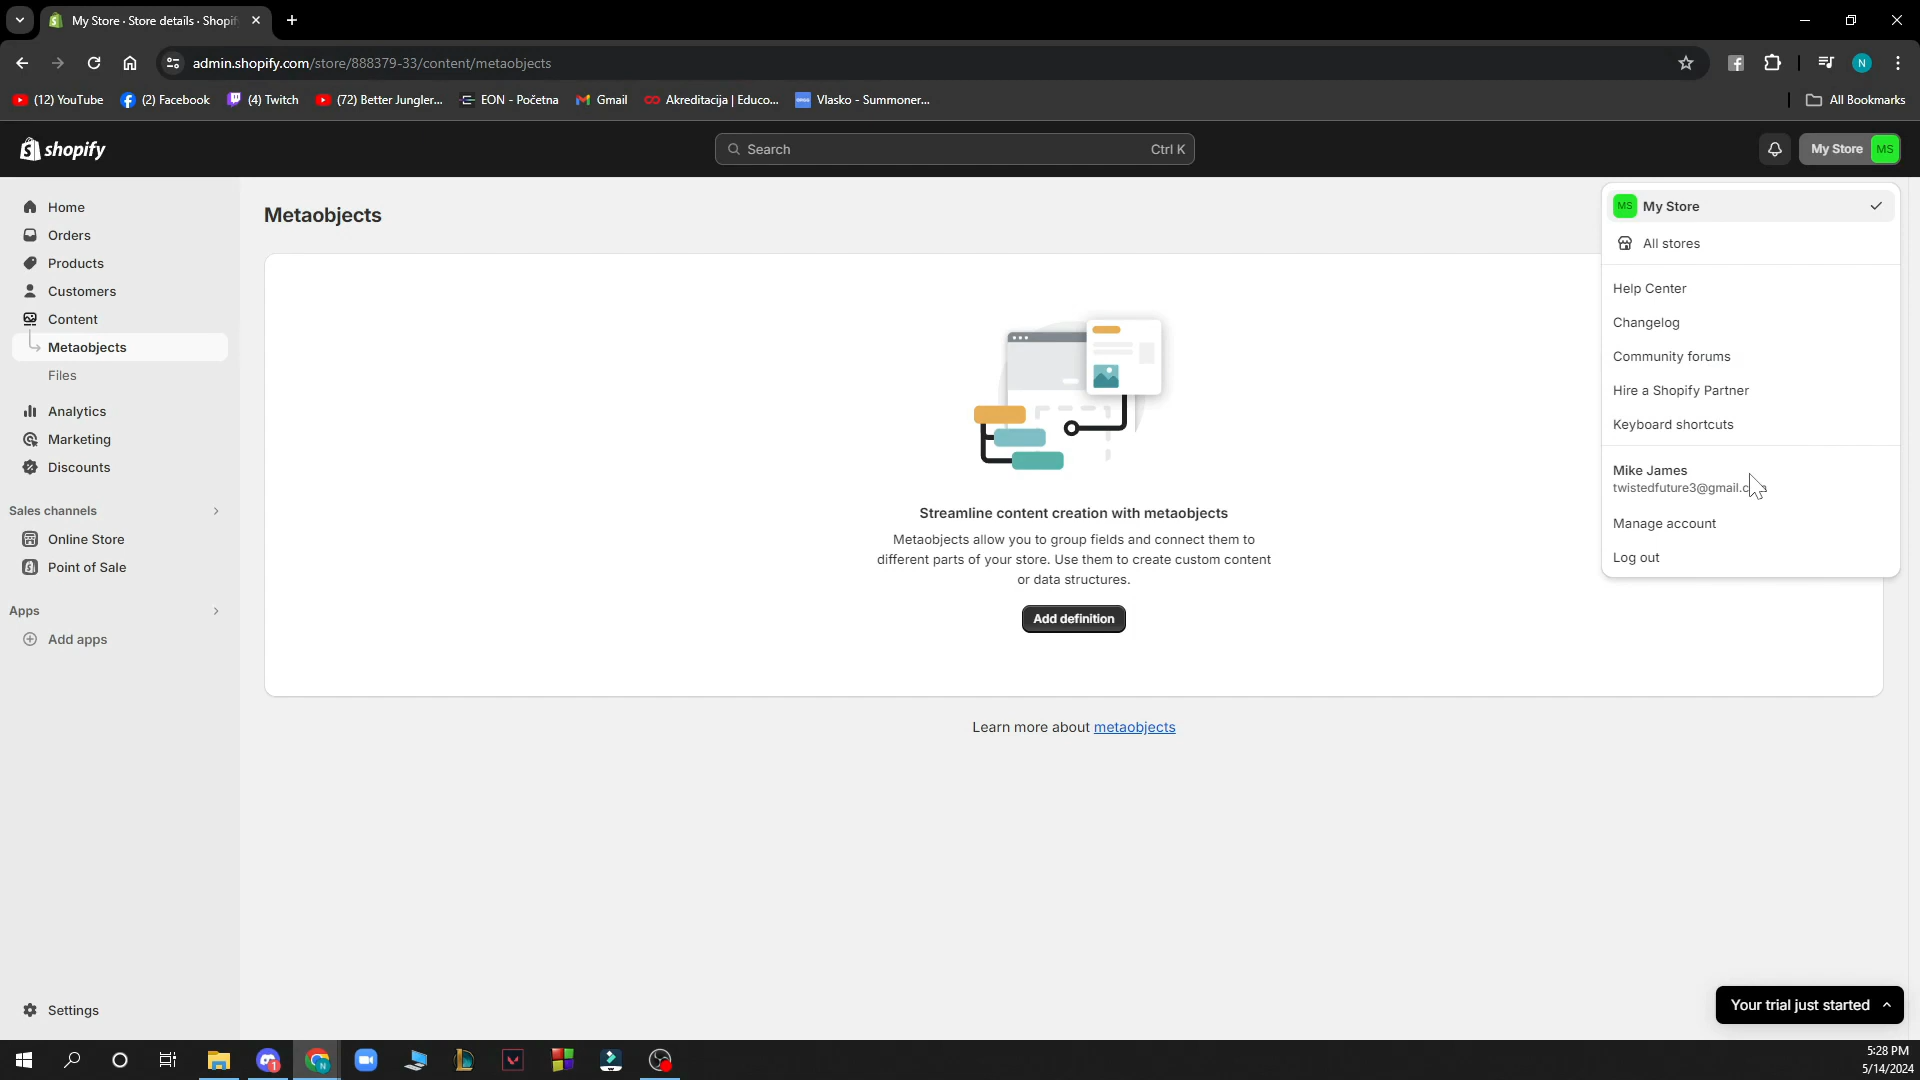 My Store · Store details · Shopif
admin.shopify.com/store/888379-33/content/metaobjects
N
(12) YouTube
(2) Facebook
(4) Twitch
(72) Better Jungler...
EON - Početna
Gmail
Akreditacija | Educo...
Vlasko - Summoner...
All Bookmarks
shopify
Search
Ctrl K
My Store
MS
Home
Orders
Products
Customers
Content
Metaobjects
Files
Analytics
Marketing
Discounts
Sales channels
Online Store
Point of Sale
Apps
Add apps
Settings
Metaobjects
Streamline content creation with metaobjects
Metaobjects allow you to group fields and connect them to
different parts of your store. Use them to create custom content
or data structures.
Add definition
Learn more about metaobjects
MS
My Store
All stores
Help Center
Changelog
Community forums
Hire a Shopify Partner
Keyboard shortcuts
Mike James
twistedfuture3@gmail.c
Manage account
Log out
Your trial just started
5:28 PM
5/14/2024